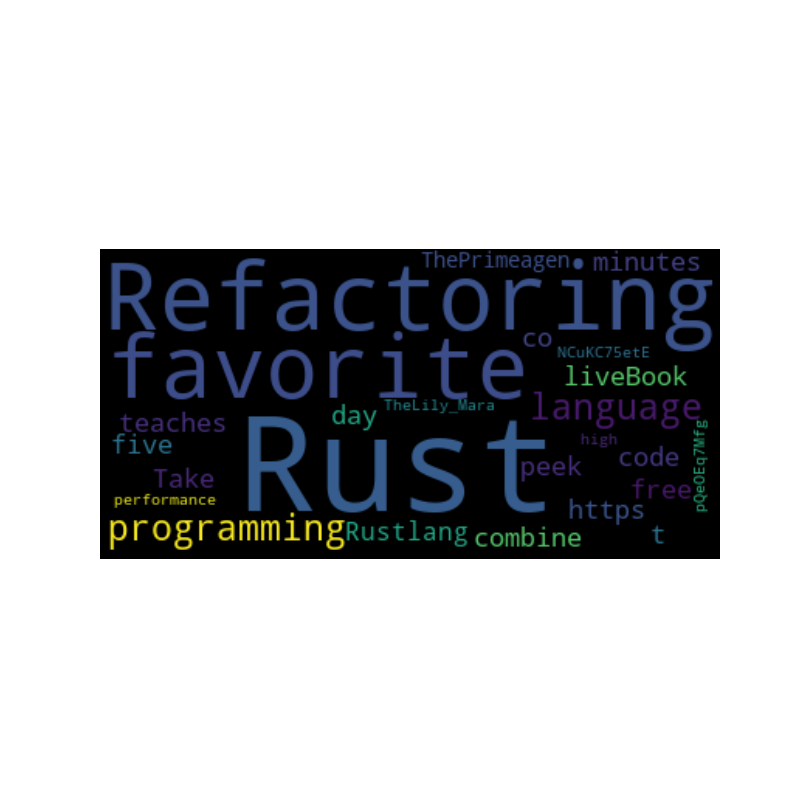 ThePrimeagen
minutes
Refactoring
co
favorite
NCuKC75etE
liveBook
TheLily_Mara
language
day
teaches
Rust
high
five
code
peek
Take
free
pQeOEq7Mfg
performance
https
programming
Rustlang
combine
t